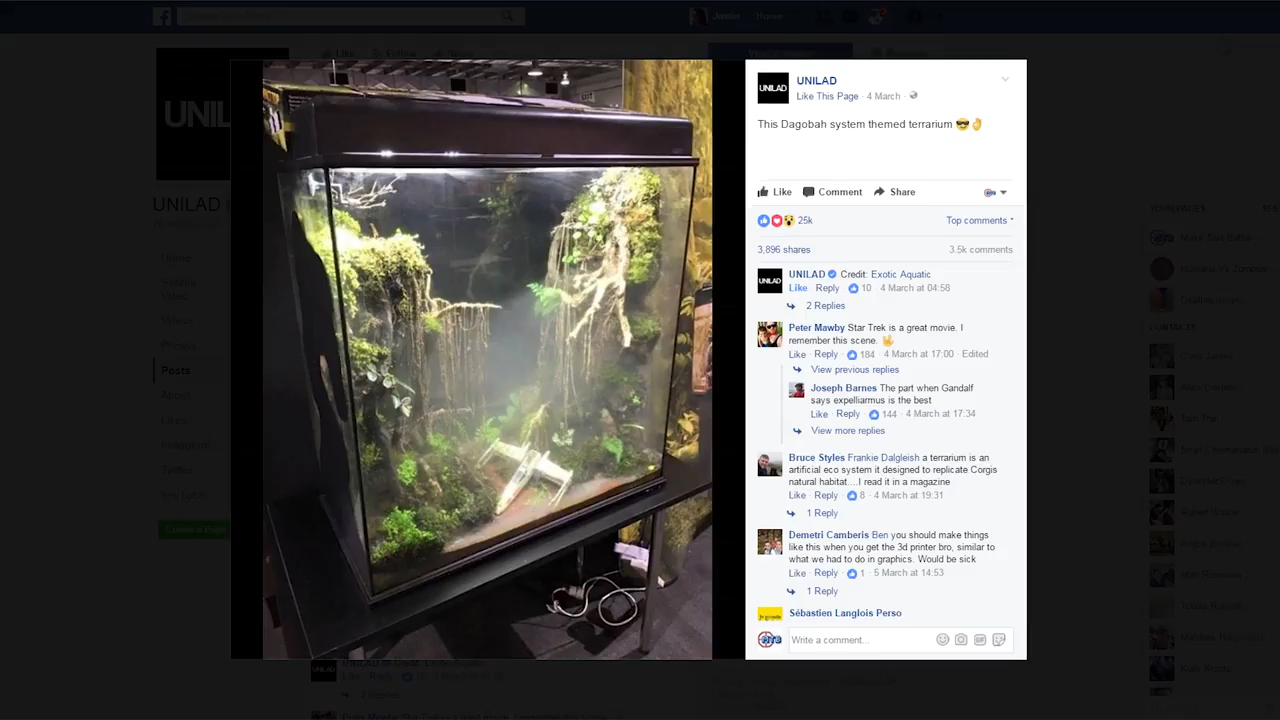 Justin Home
UNILAD
UNILAD
Like This Page · 4 March ·
This Dagobah system themed terrarium 😎👌
Like Comment Share
25k Top comments
3,896 shares 3.5k comments
UNILAD Credit: Exotic Aquatic
Like · Reply · 10 · 4 March at 04:58
2 Replies
Peter Mawby Star Trek is a great movie. I
remember this scene. 🖖
Like · Reply · 184 · 4 March at 17:00 · Edited
View previous replies
Joseph Barnes The part when Gandalf
says expelliarmus is the best
Like · Reply · 144 · 4 March at 17:34
View more replies
Bruce Styles Frankie Dalgleish a terrarium is an
artificial eco system it designed to replicate Corgis
natural habitat....I read it in a magazine
Like · Reply · 8 · 4 March at 19:31
1 Reply
Demetri Camberis Ben you should make things
like this when you get the 3d printer bro, similar to
what we had to do in graphics. Would be sick
Like · Reply · 1 · 5 March at 14:53
1 Reply
Sébastien Langlois Perso
Write a comment...
UNILAD
Home
Videos
Photos
Posts
About
Likes
Instagram
Twitter
Create a Page